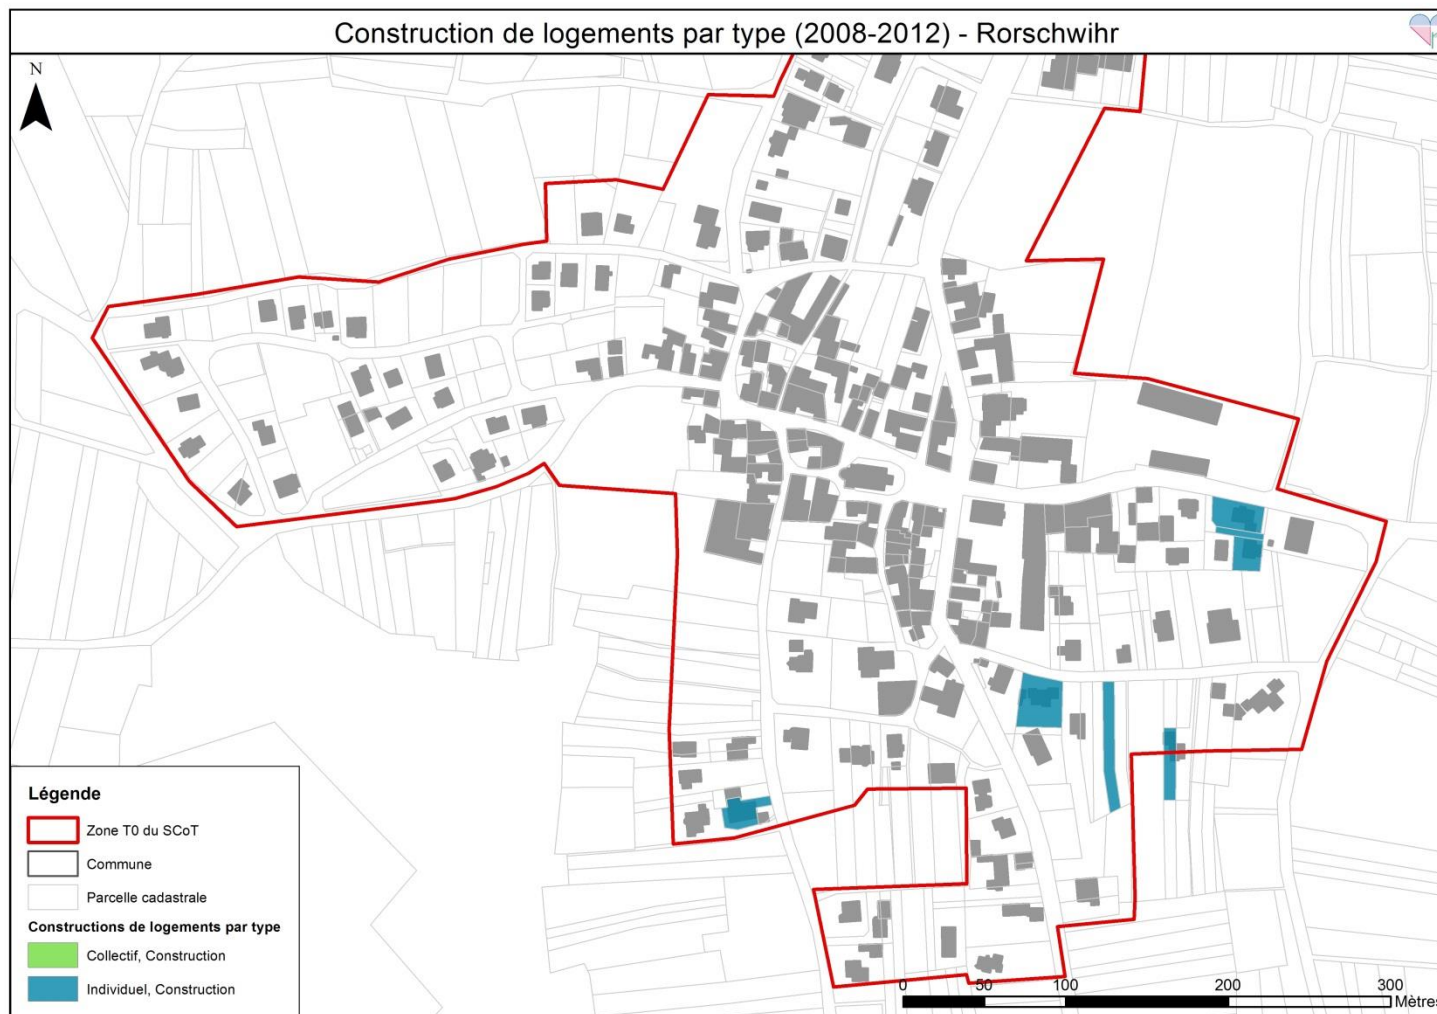 Construction de logements par type (2008-2012) - Rorschwihr
N
Légende
Zone T0 du SCoT
Commune
Parcelle cadastrale
Constructions de logements par type
Collectif, Construction
Individuel, Construction
0 50 100 200 300
Mètres